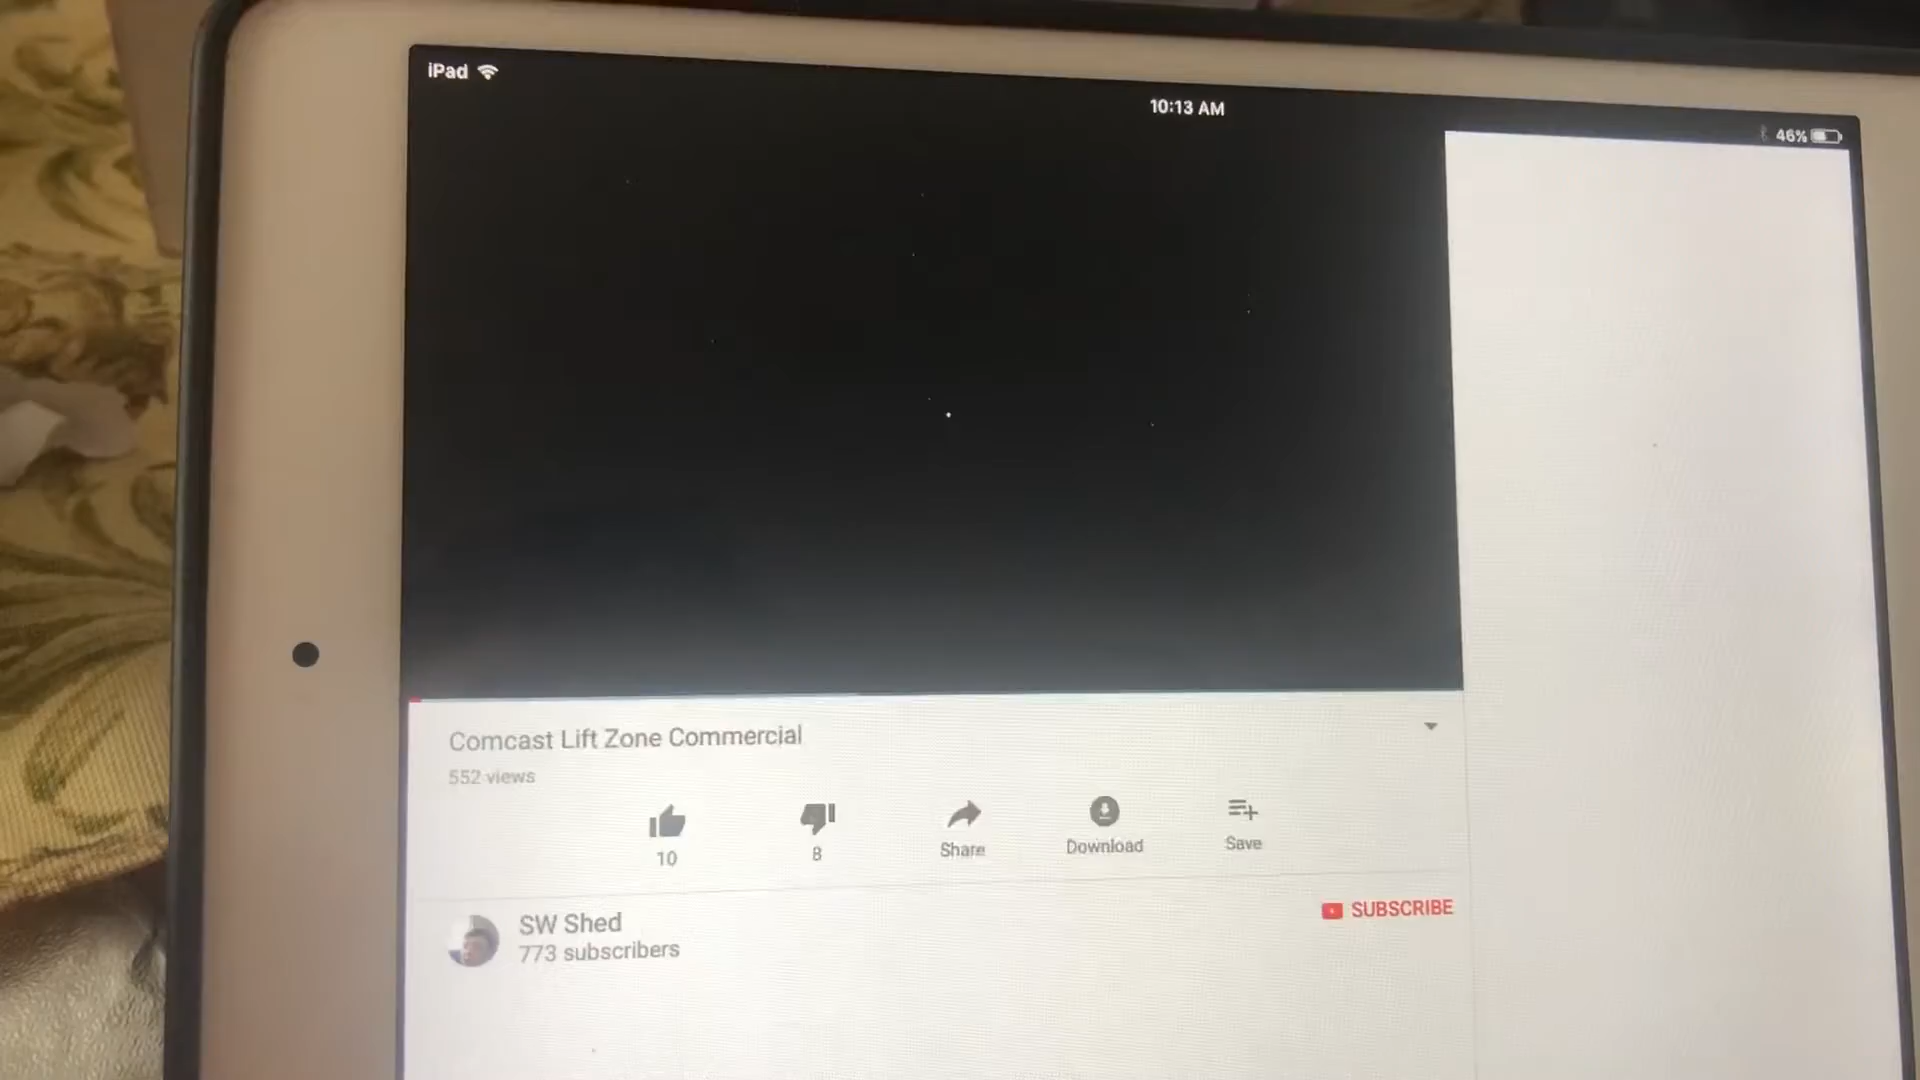 iPad
10:13 AM
46%
Comcast Lift Zone Commercial
552 views
10
8
Share
Download
Save
SW Shed
773 subscribers
SUBSCRIBE